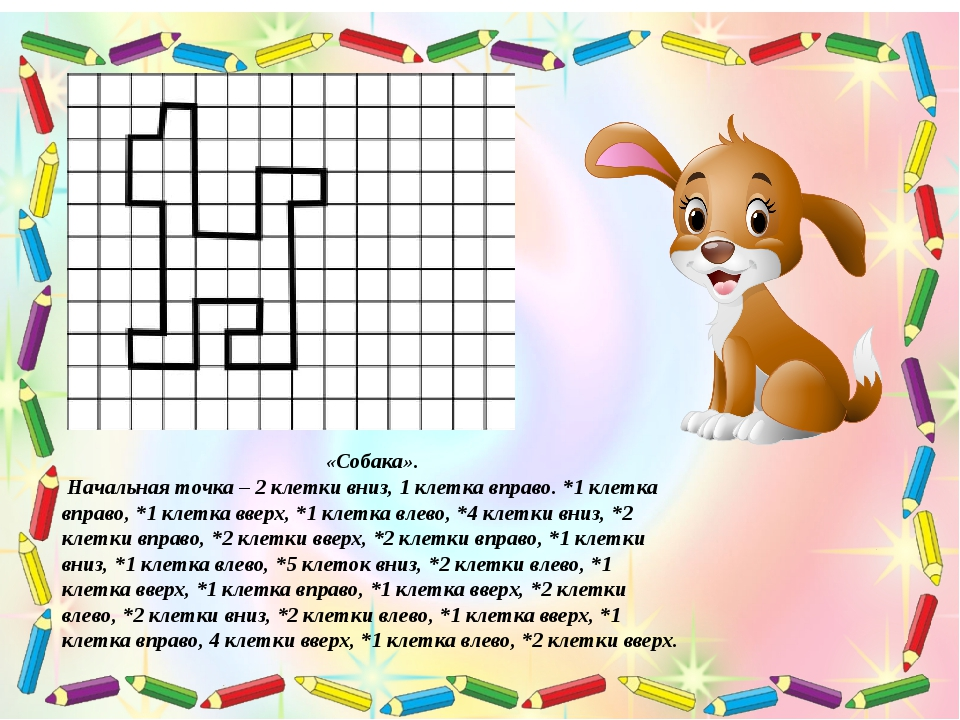 «Собака».
Начальная точка – 2 клетки вниз, 1 клетка вправо. *1 клетка
вправо, *1 клетка вверх, *1 клетка влево, *4 клетки вниз, *2
клетки вправо, *2 клетки вверх, *2 клетки вправо, *1 клетки
вниз, *1 клетка влево, *5 клеток вниз, *2 клетки влево, *1
клетка вверх, *1 клетка вправо, *1 клетка вверх, *2 клетки
влево, *2 клетки вниз, *2 клетки влево, *1 клетка вверх, *1
клетка вправо, 4 клетки вверх, *1 клетка влево, *2 клетки вверх.